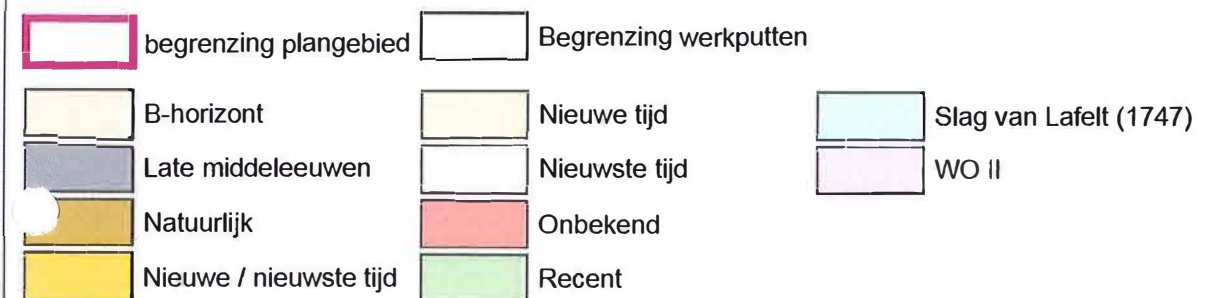 begrenzing plangebied
Begrenzing werkputten
B-horizont
Nieuwe tijd
Slag van Lafelt (1747)
Late middeleeuwen
Nieuwste tijd
WO II
Natuurlijk
Onbekend
Nieuwe / nieuwste tijd
Recent